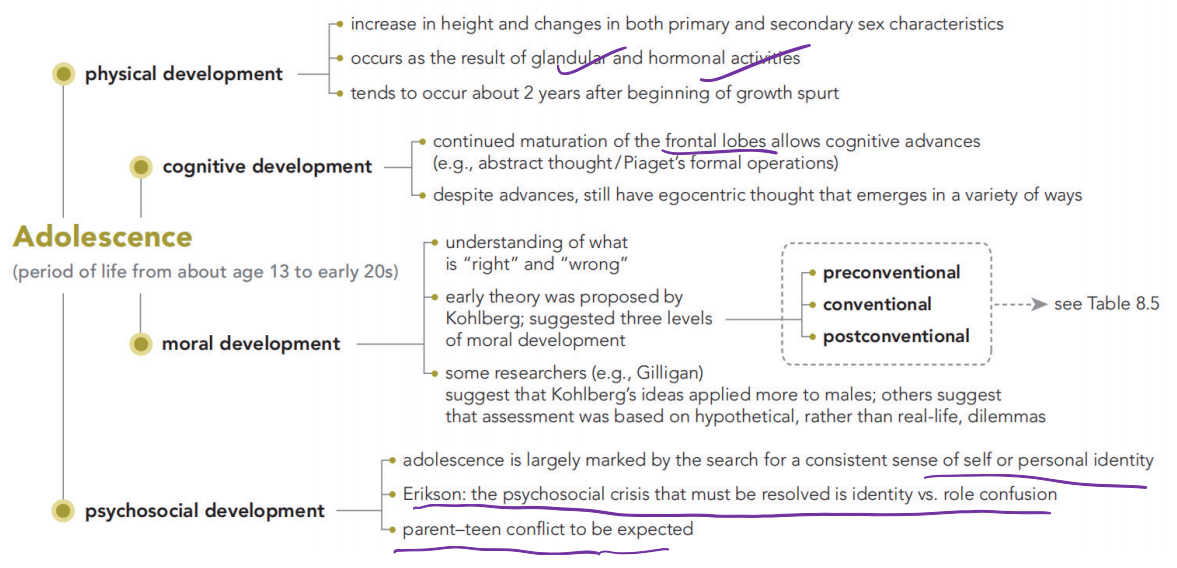 increase in height and changes in both primary and secondary sex characteristics
occurs as the result of glandular and hormonal activities
physical development
tends to occur about 2 years after beginning of growth spurt
continued maturation of the frontal lobes allows cognitive advances
(e.g., abstract thought/Piaget's formal operations)
cognitive development
despite advances, still have egocentric thought that emerges in a variety of ways
Adolescence
(period of life from about age 13 to early 20s)
understanding of what
is “right” and “wrong”
early theory was proposed by
Kohlberg; suggested three levels
of moral development
preconventional
conventional
postconventional
see Table 8.5
moral development
some researchers (e.g., Gilligan)
suggest that Kohlberg's ideas applied more to males; others suggest
that assessment was based on hypothetical, rather than real-life, dilemmas
adolescence is largely marked by the search for a consistent sense of self or personal identity
Erikson: the psychosocial crisis that must be resolved is identity vs. role confusion
psychosocial development
parent–teen conflict to be expected